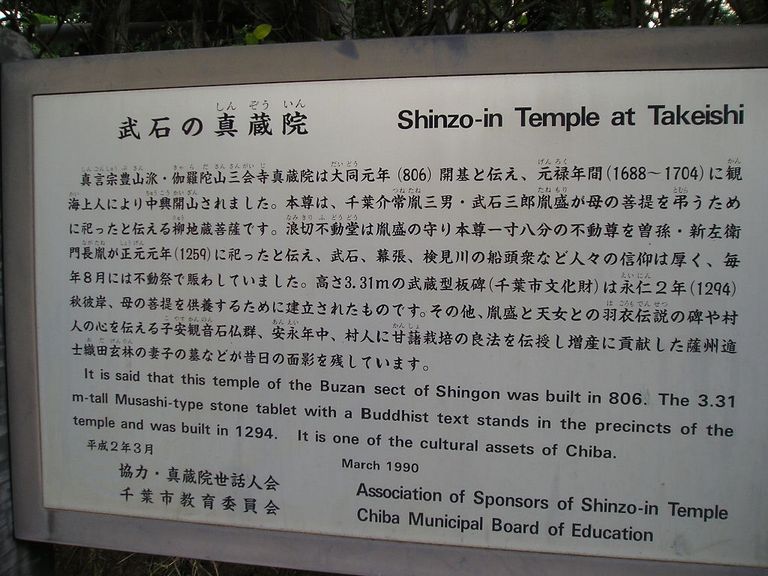 武石の真蔵院 Shinzo-in Temple at Takeishi
真言宗豊山派・伽羅陀山三会寺真蔵院は大同元年(806)開基と伝え、元禄年間(1688～1704)に観
海上人により中興開山されました。本尊は、千葉介常胤三男・武石三郎胤盛が母の菩提を弔うため
に祀ったと伝える柳地蔵菩薩です。浪切不動堂は胤盛の守り本尊一寸八分の不動尊を曽孫・新左衛
門長胤が正元元年(1259)に祀ったと伝え、武石、幕張、検見川の船頭衆など人々の信仰は厚く、毎
年8月には不動祭で賑わしていました。高さ3.31mの武蔵型板碑(千葉市文化財)は永仁2年(1294)
秋彼岸、母の菩提を供養するために建立されたものです。その他、胤盛と天女との羽衣伝説の碑や村
人の心を伝える子安観音石仏群、安永年中、村人に甘藷栽培の良法を伝授し増産に貢献した薩州適
士織田玄林の妻子の墓などが昔日の面影を残しています。
It is said that this temple of the Buzan sect of Shingon was built in 806. The 3.31
m-tall Musashi-type stone tablet with a Buddhist text stands in the precincts of the
temple and was built in 1294. It is one of the cultural assets of Chiba.
平成2年3月
協力・真蔵院世話人会
千葉市教育委員会
March 1990
Association of Sponsors of Shinzo-in Temple
Chiba Municipal Board of Education